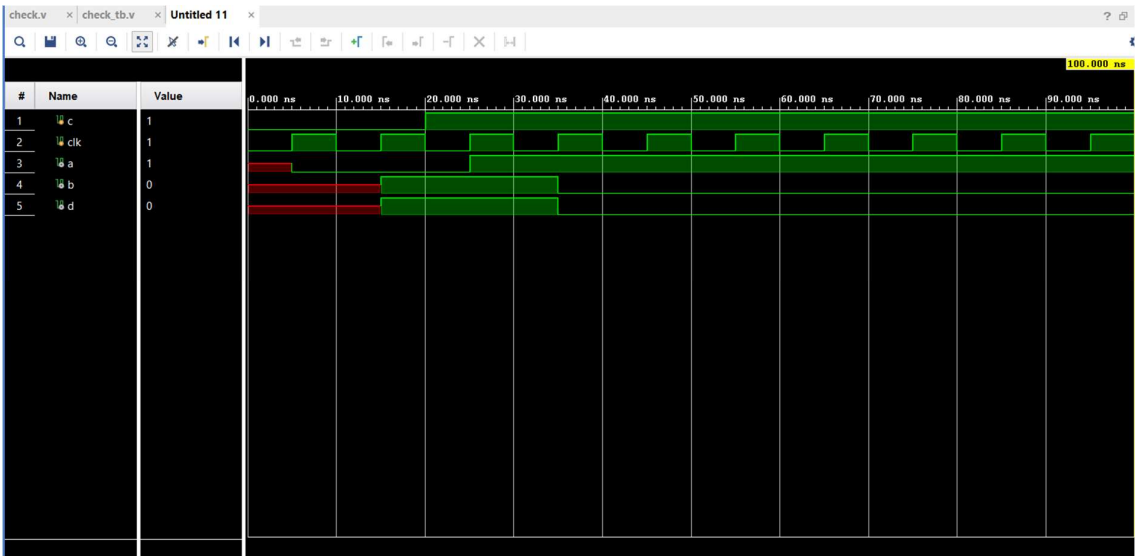 check.v × check_tb.v × Untitled 11 ×
?
100.000 ns
# Name Value
0.000 ns 10.000 ns 20.000 ns 30.000 ns 40.000 ns 50.000 ns 60.000 ns 70.000 ns 80.000 ns 90.000 ns
1 c 1
2 clk 1
3 a 1
4 b 0
5 d 0